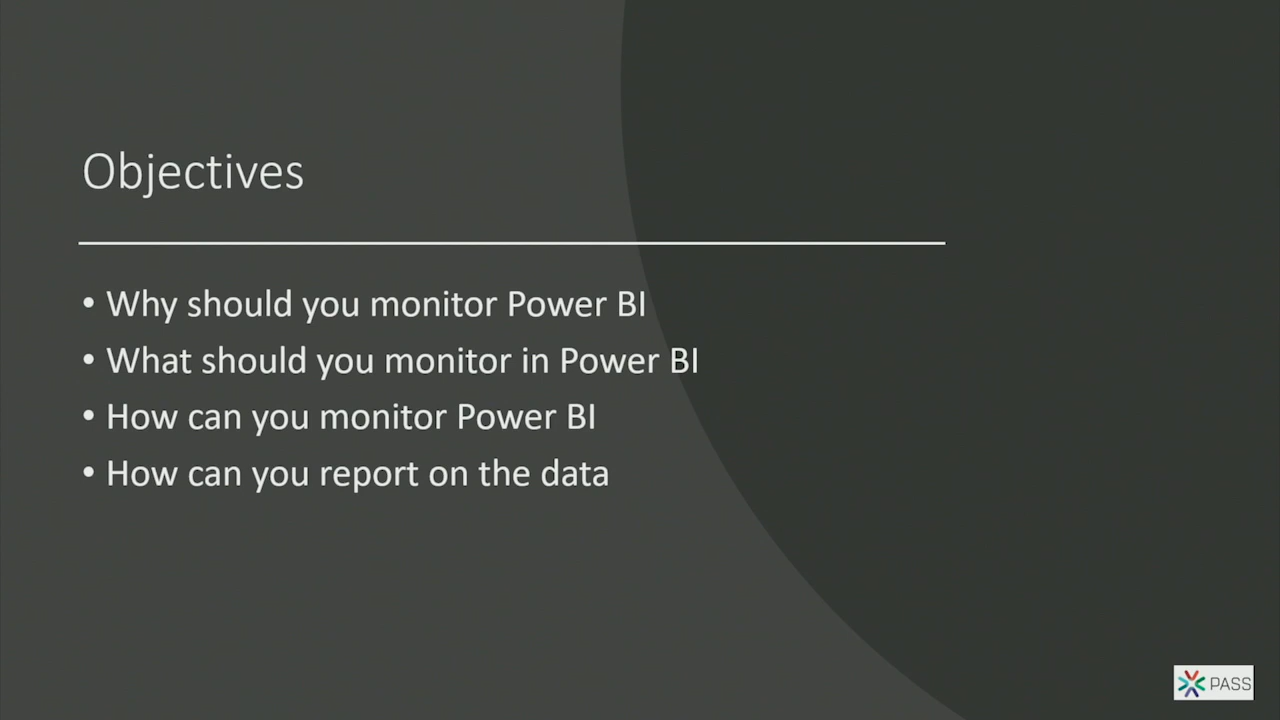 Objectives
• Why should you monitor Power BI
• What should you monitor in Power BI
• How can you monitor Power BI
• How can you report on the data
PASS